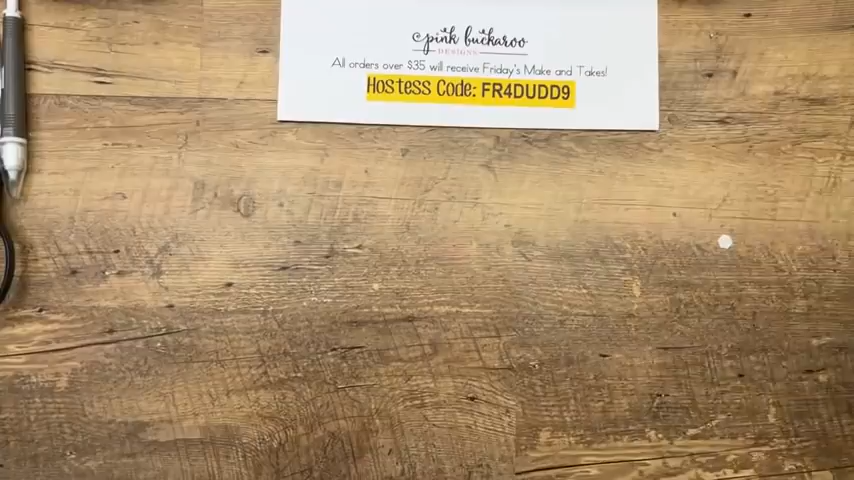 pink buckaroo
DESIGNS
All orders over $35 will receive Friday's Make and Takes!
Hostess Code: FR4DUDD9